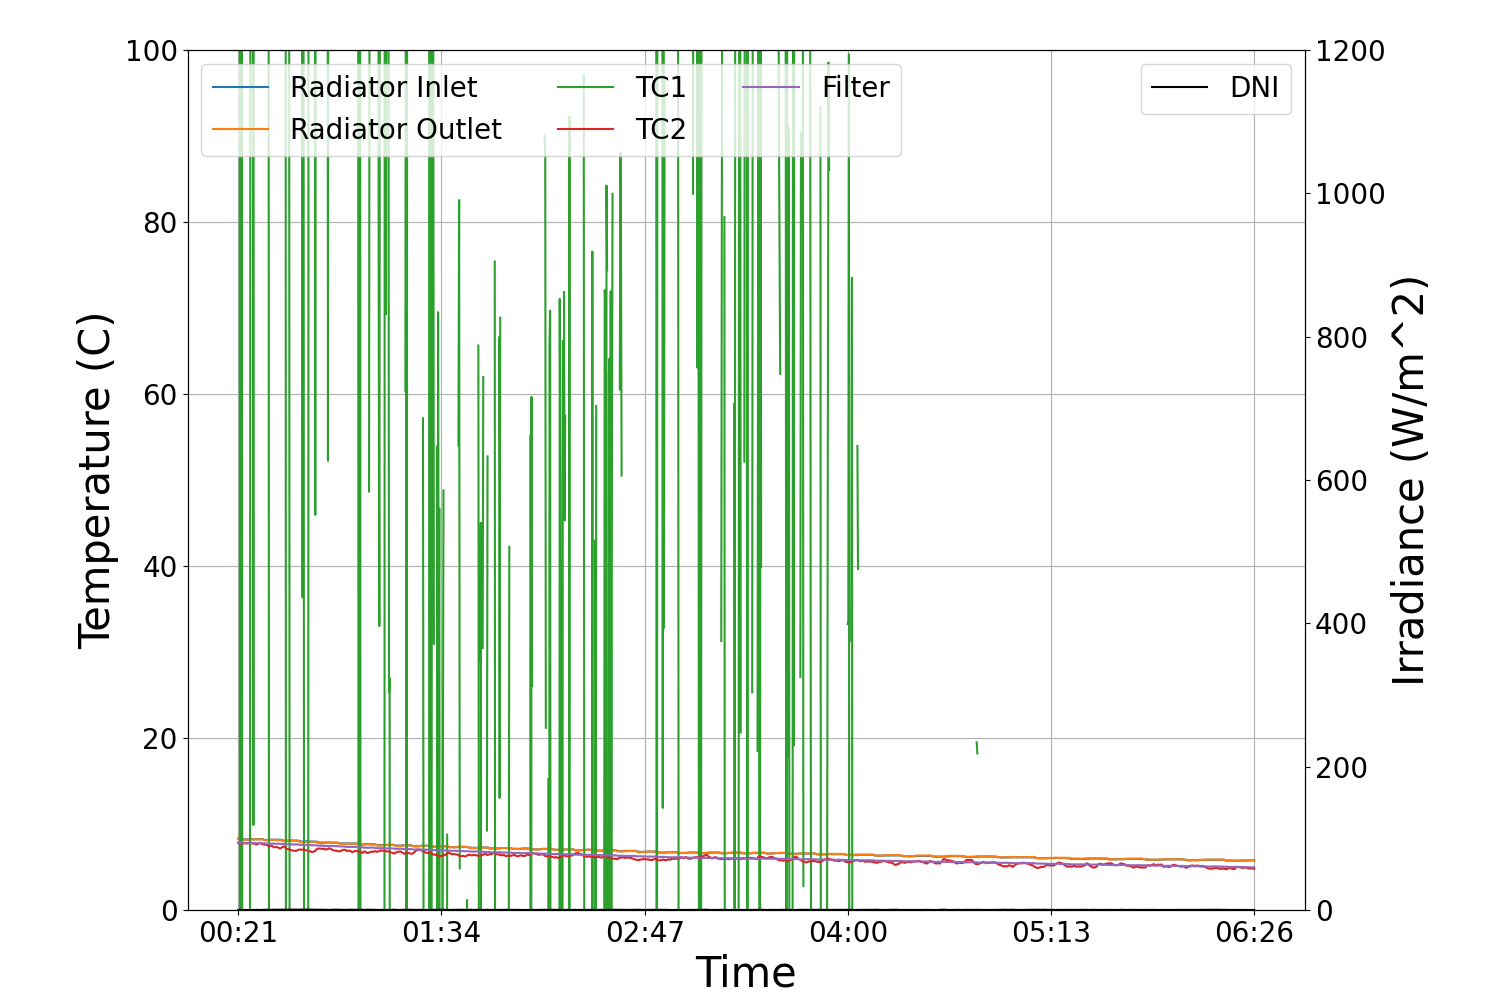 100
80
60
40
20
0
Temperature (C)
Radiator Inlet
Radiator Outlet
TC1
TC2
Filter
DNI
1200
1000
800
600
400
200
0
Irradiance (W/m^2)
00:21 01:34 02:47 04:00 05:13 06:26
Time